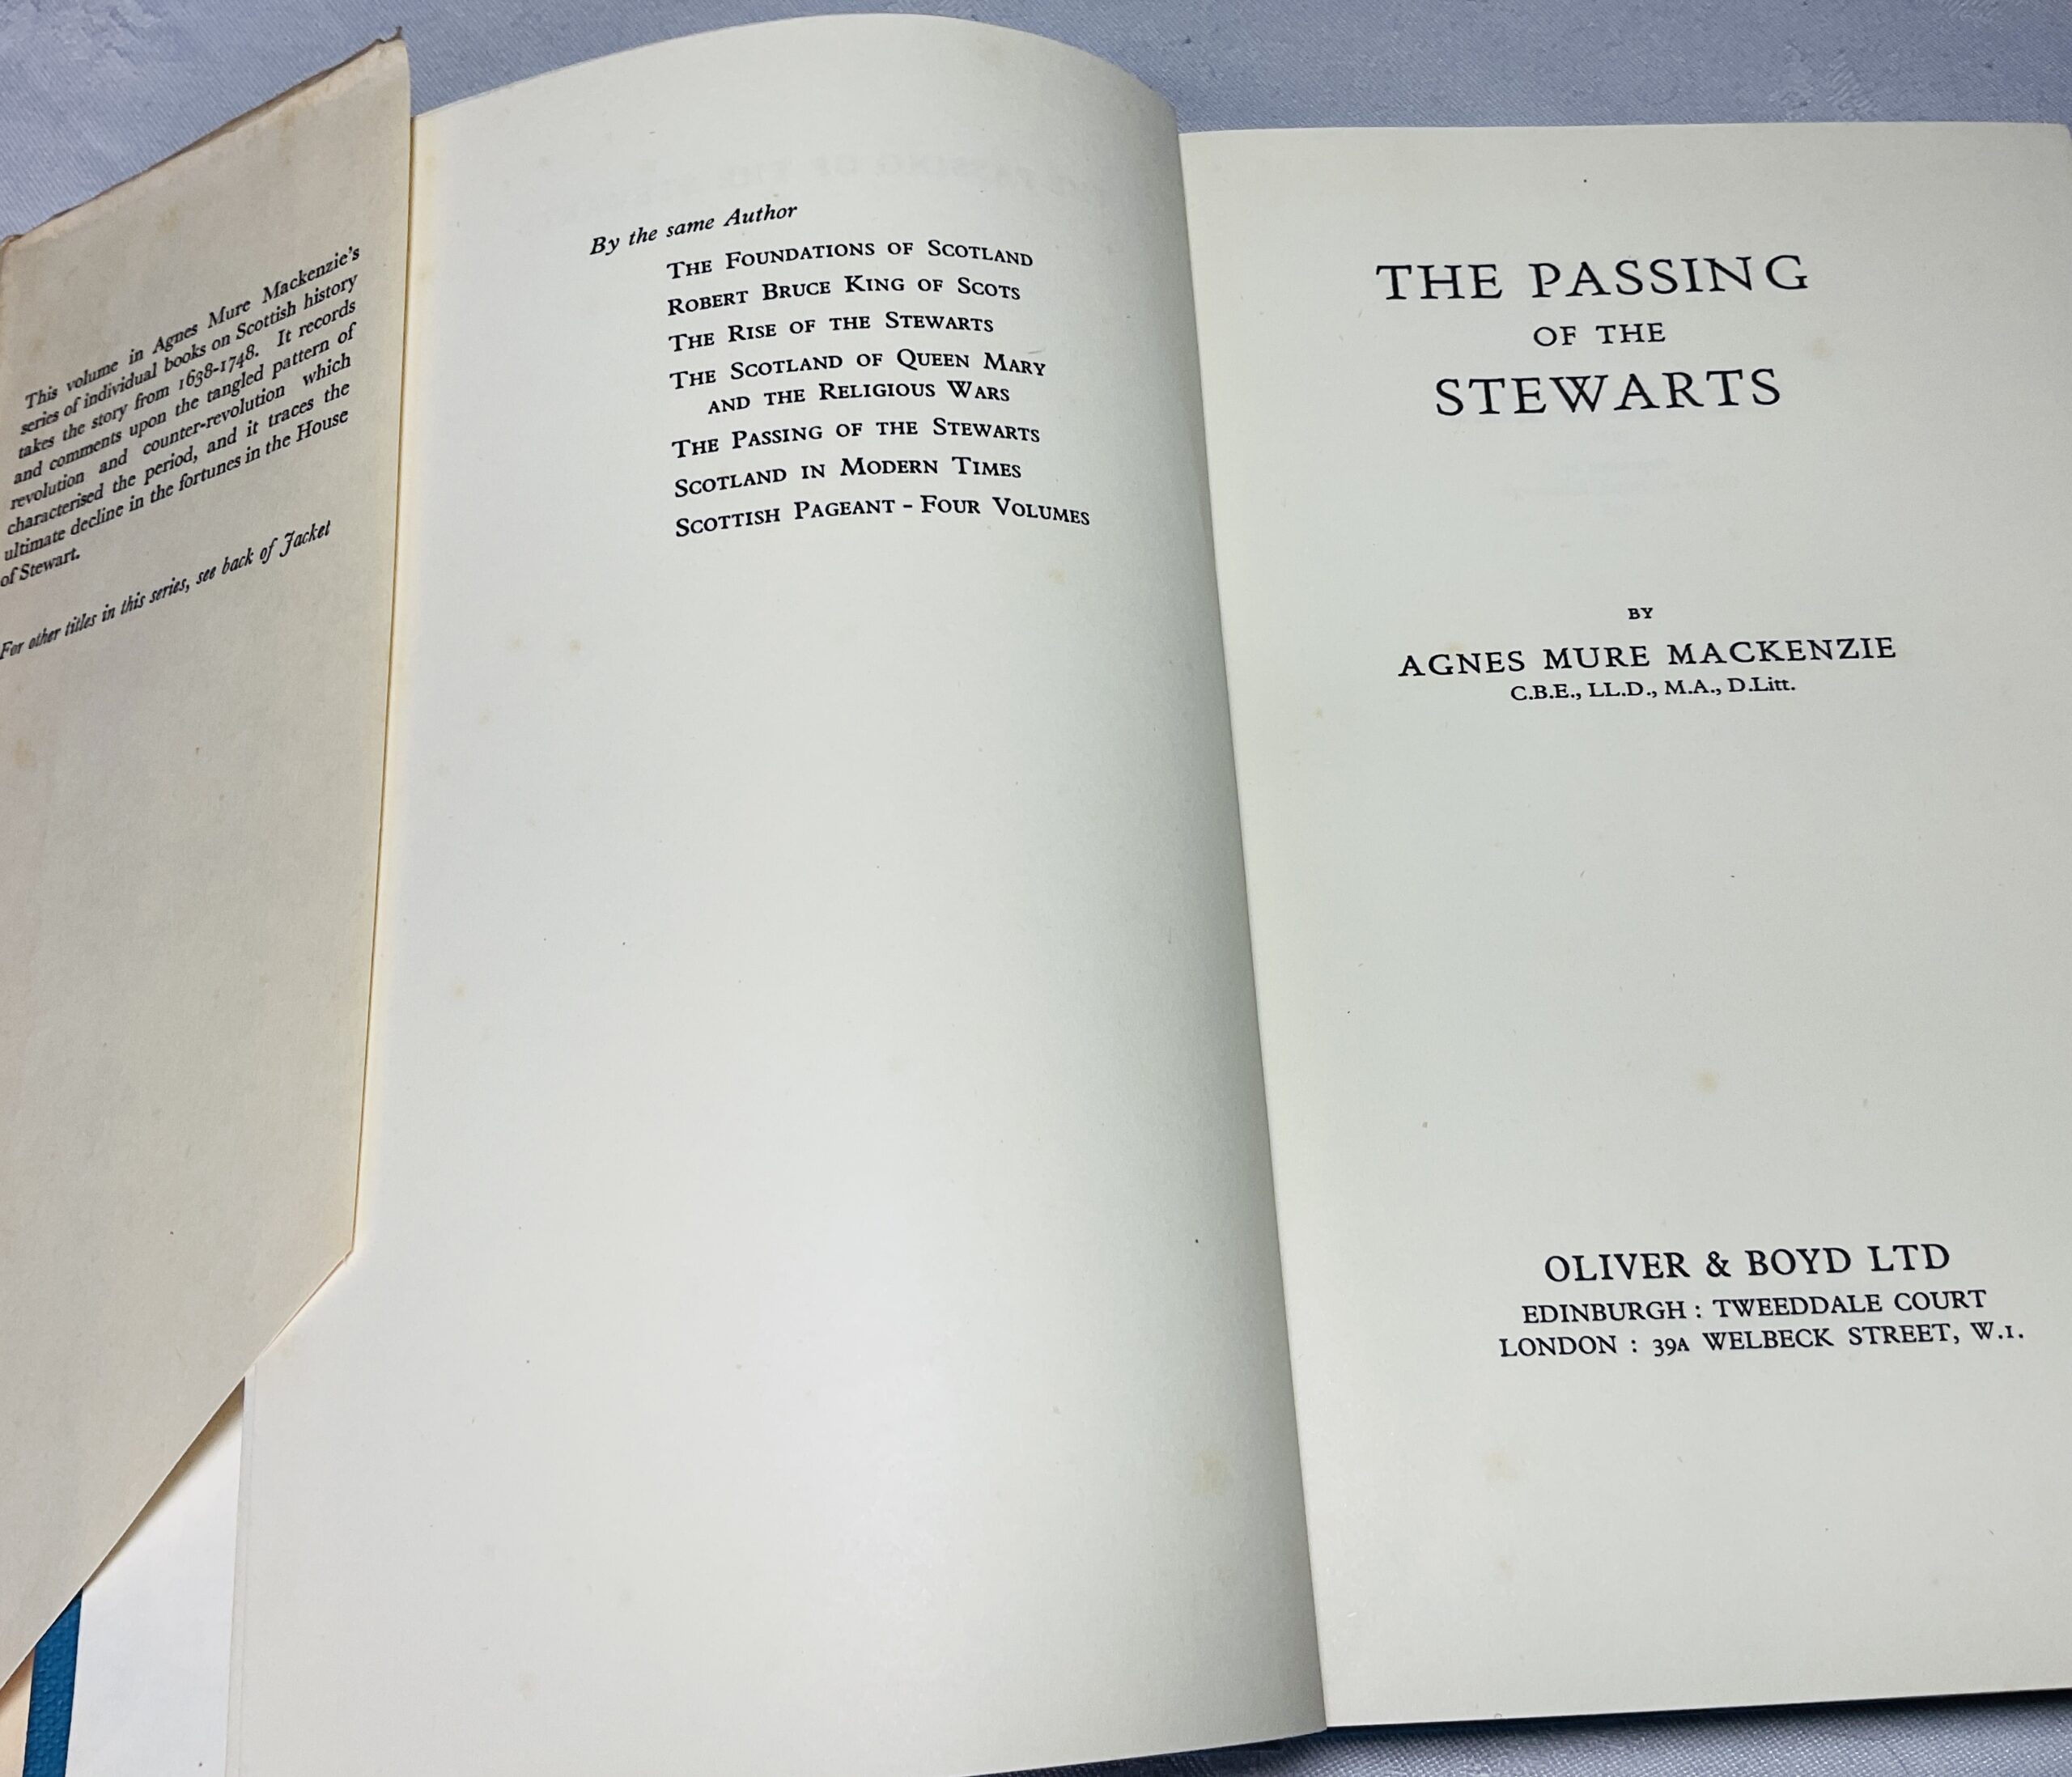 This volume in Agnes Mure Mackenzie's
series of individual books on Scottish history
takes the story from 1638-1748. It records
and comments upon the tangled pattern of
revolution and counter-revolution which
characterised the period, and it traces the
ultimate decline in the fortunes in the House
of Stewart.
For other titles in this series, see back of Jacket
By the same Author
THE FOUNDATIONS OF SCOTLAND
ROBERT BRUCE KING OF SCOTS
THE RISE OF THE STEWARTS
THE SCOTLAND OF QUEEN MARY
AND THE RELIGIOUS WARS
THE PASSING OF THE STEWARTS
SCOTLAND IN MODERN TIMES
SCOTTISH PAGEANT - FOUR VOLUMES
THE PASSING
OF THE
STEWARTS
BY
AGNES MURE MACKENZIE
C.B.E., LL.D., M.A., D.Litt.
OLIVER & BOYD LTD
EDINBURGH : TWEEDDALE COURT
LONDON : 39A WELBECK STREET, W.1.